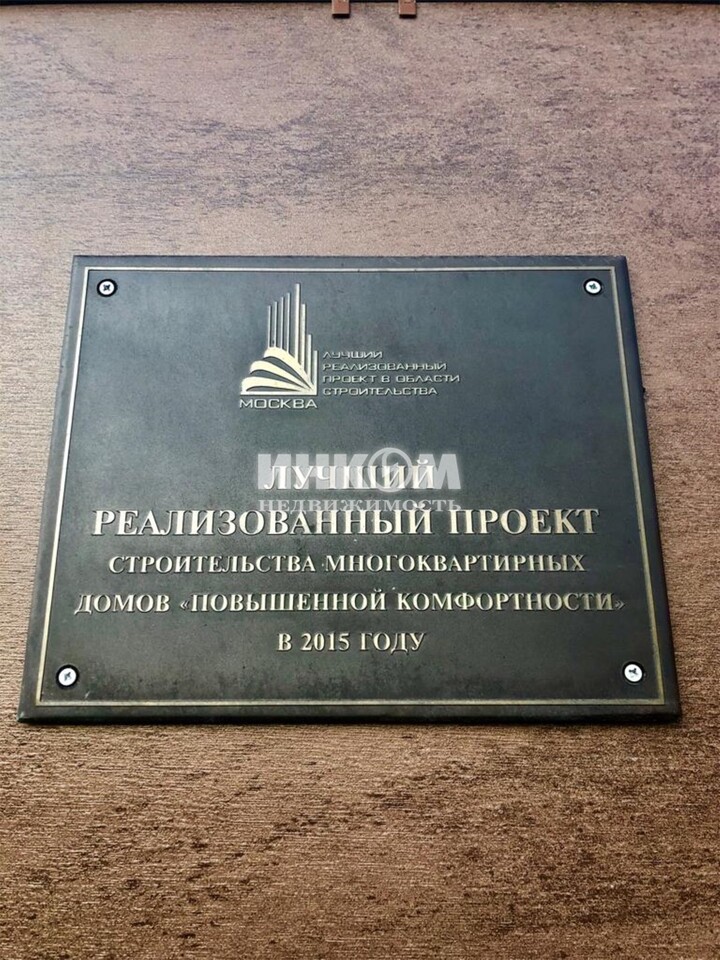 ЛУЧШИЙ
РЕАЛИЗОВАННЫЙ
ПРОЕКТ В ОБЛАСТИ
СТРОИТЕЛЬСТВА
МОСКВА
ИНКОМ
НЕДВИЖИМОСТЬ
ЛУЧШИЙ
РЕАЛИЗОВАННЫЙ ПРОЕКТ
СТРОИТЕЛЬСТВА МНОГОКВАРТИРНЫХ
ДОМОВ «ПОВЫШЕННОЙ КОМФОРТНОСТИ»
В 2015 ГОДУ